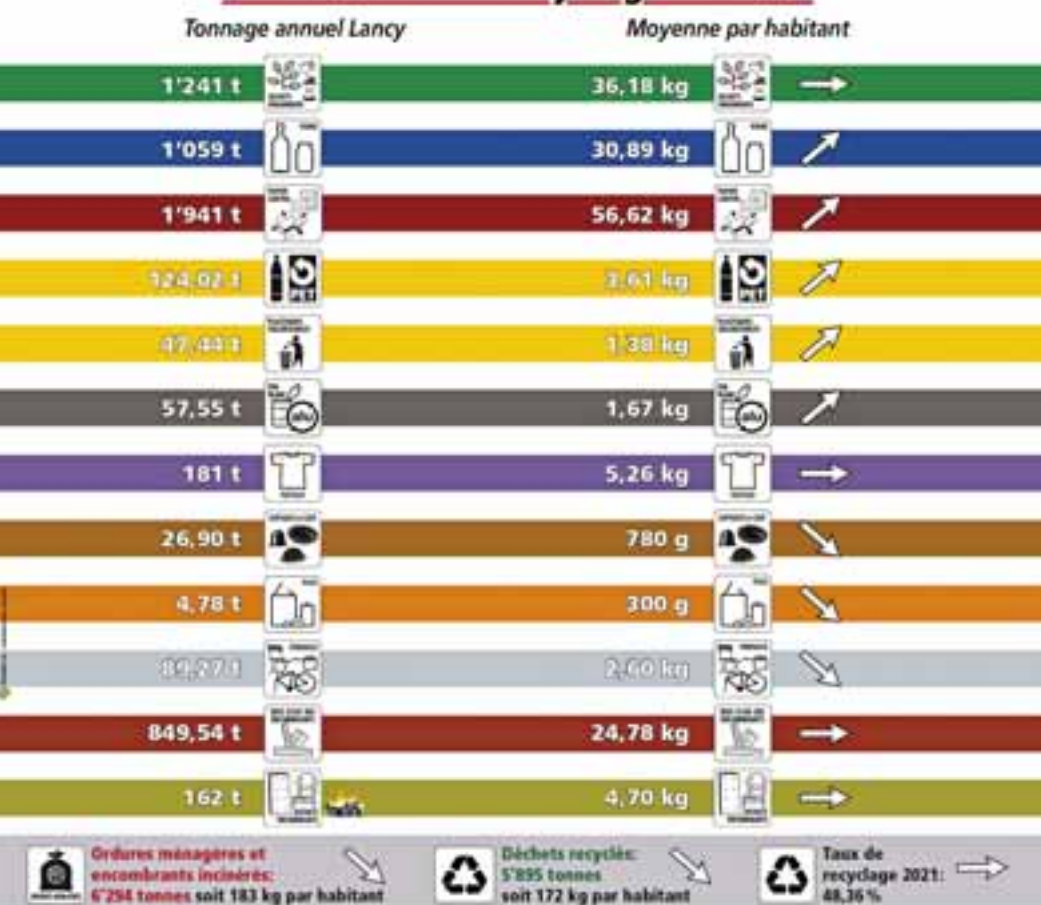 Tonnage annuel Lancy Moyenne par habitant
1'241 t 36,18 kg
1'059 t 30,89 kg
1'941 t 56,62 kg
124,02 t PET 3,61 kg PET
47,44 t 1,38 kg
57,55 t alu 1,67 kg alu
181 t 5,26 kg
26,90 t 780 g
4,78 t 300 g
89,27 t 2,60 kg
849,54 t 24,78 kg
162 t 4,70 kg
Ordures ménagères et
encombrants incinérés:
6'294 tonnes soit 183 kg par habitant
Déchets recyclés:
5'895 tonnes
soit 172 kg par habitant
Taux de
recyclage 2021:
48,36 %